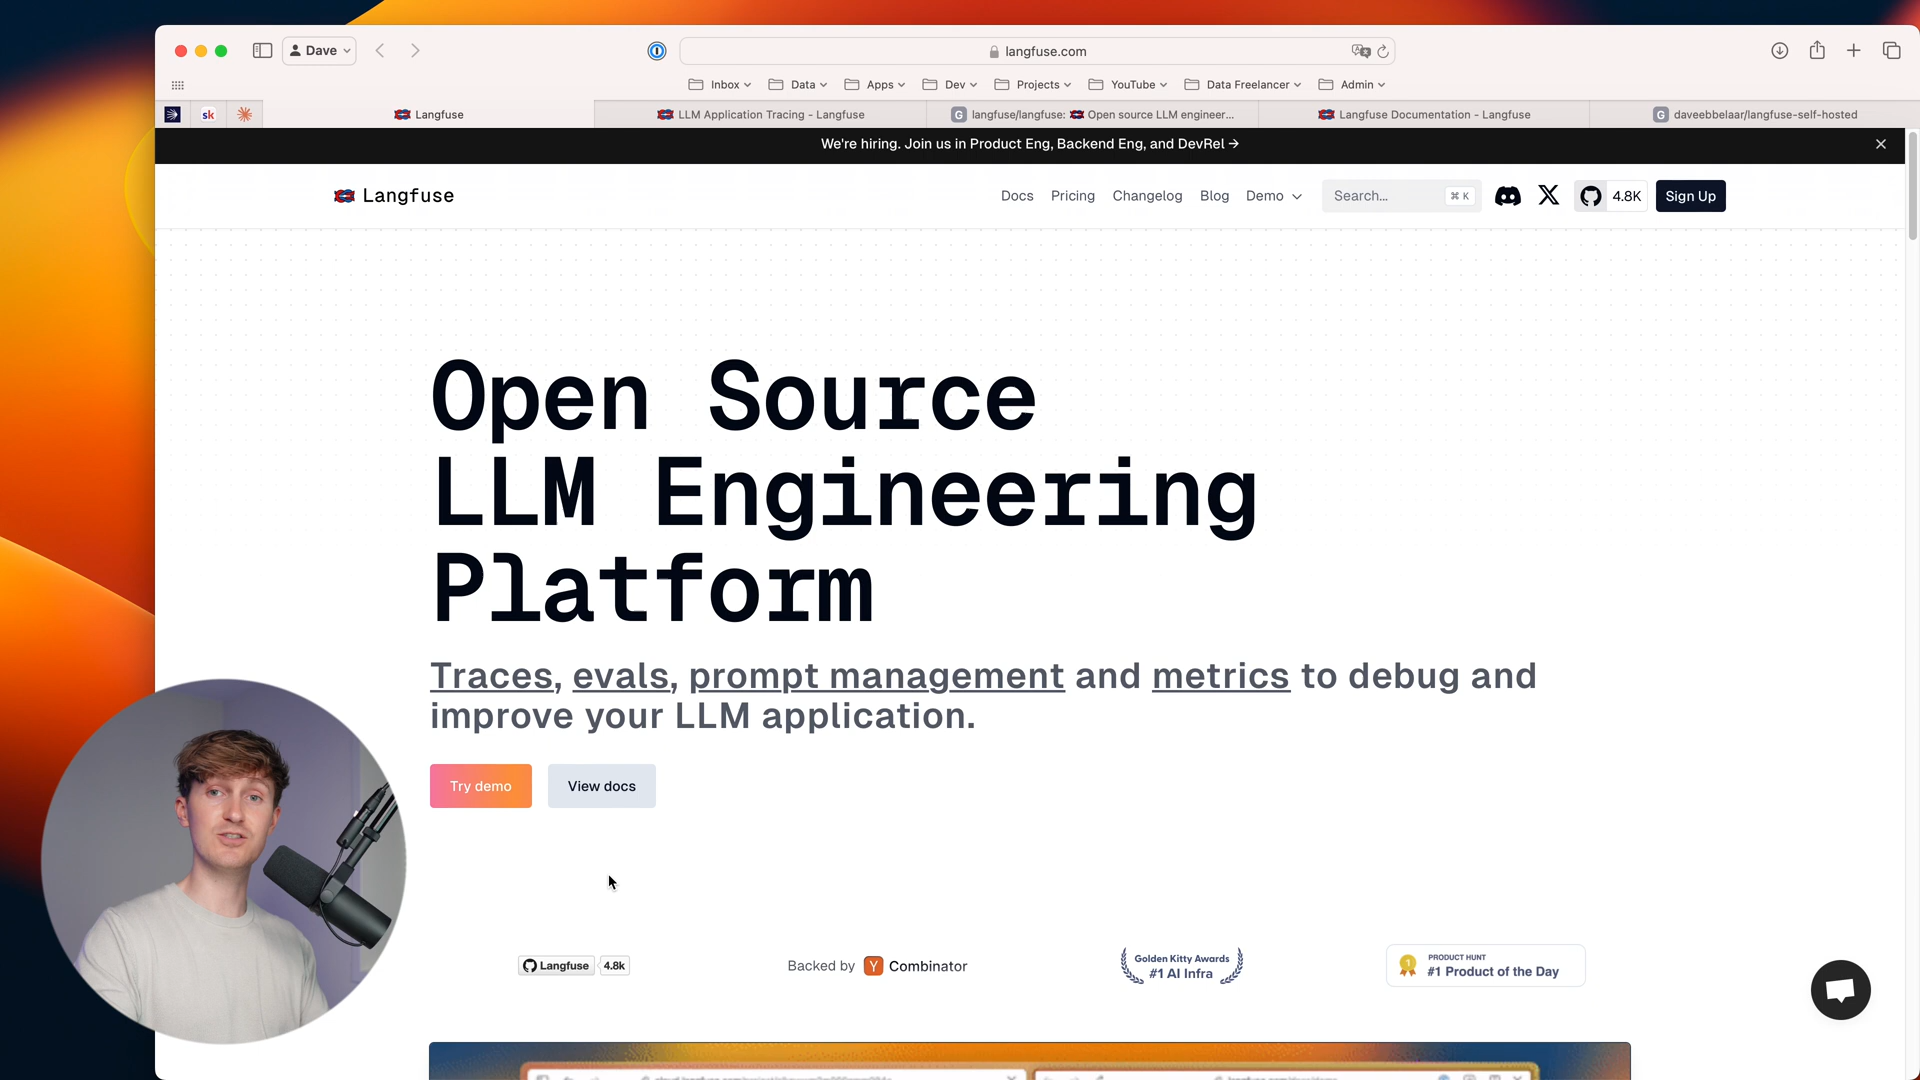 Dave
langfuse.com
Inbox
Data
Apps
Dev
Projects
YouTube
Data Freelancer
Admin
sk
Langfuse
LLM Application Tracing - Langfuse
G
langfuse/langfuse: Open source LLM engineer...
Langfuse Documentation - Langfuse
G
daveebbelaar/langfuse-self-hosted
We're hiring. Join us in Product Eng, Backend Eng, and DevRel →
Langfuse
Docs
Pricing
Changelog
Blog
Demo
Search...
⌘ K
4.8K
Sign Up
Open Source
LLM Engineering
Platform
Traces, evals, prompt management and metrics to debug and
improve your LLM application.
Try demo
View docs
Langfuse
4.8k
Backed by Y Combinator
Golden Kitty Awards
#1 AI Infra
1
PRODUCT HUNT
#1 Product of the Day